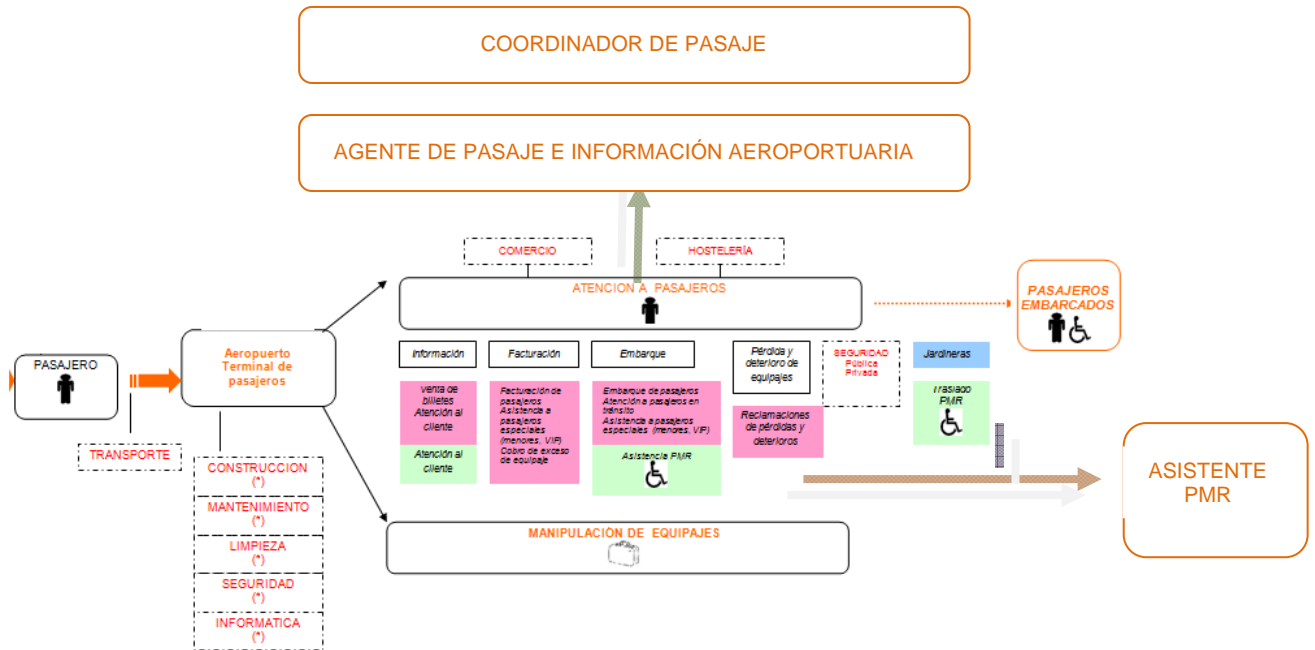 COORDINADOR DE PASAJE
AGENTE DE PASAJE E INFORMACIÓN AEROPORTUARIA
COMERCIO
HOSTELERÍA
ATENCION A PASAJEROS
PASAJEROS
EMBARCADOS
PASAJERO
Aeropuerto
Terminal de
pasajeros
TRANSPORTE
CONSTRUCCION
(*)
MANTENIMIENTO
(*)
LIMPIEZA
(*)
SEGURIDAD
(*)
INFORMATICA
(*)
Información
Venta de
billetes
Atención al
cliente
Atención al
cliente
Facturación
Facturación de
pasajeros
Asistencia a
pasajeros
especiales
(menores, VIP)
Cobro de exceso
de equipaje
Embarque
Embarque de pasajeros
Atención a pasajeros en
tránsito
Asistencia a pasajeros
especiales (menores, VIP)
Asistencia PMR
Pérdida y
deterioro de
equipajes
Reclamaciones
de pérdidas y
deterioros
SEGURIDAD
Pública
Privada
Jardineras
Traslado
PMR
MANIPULACIÓN DE EQUIPAJES
ASISTENTE
PMR